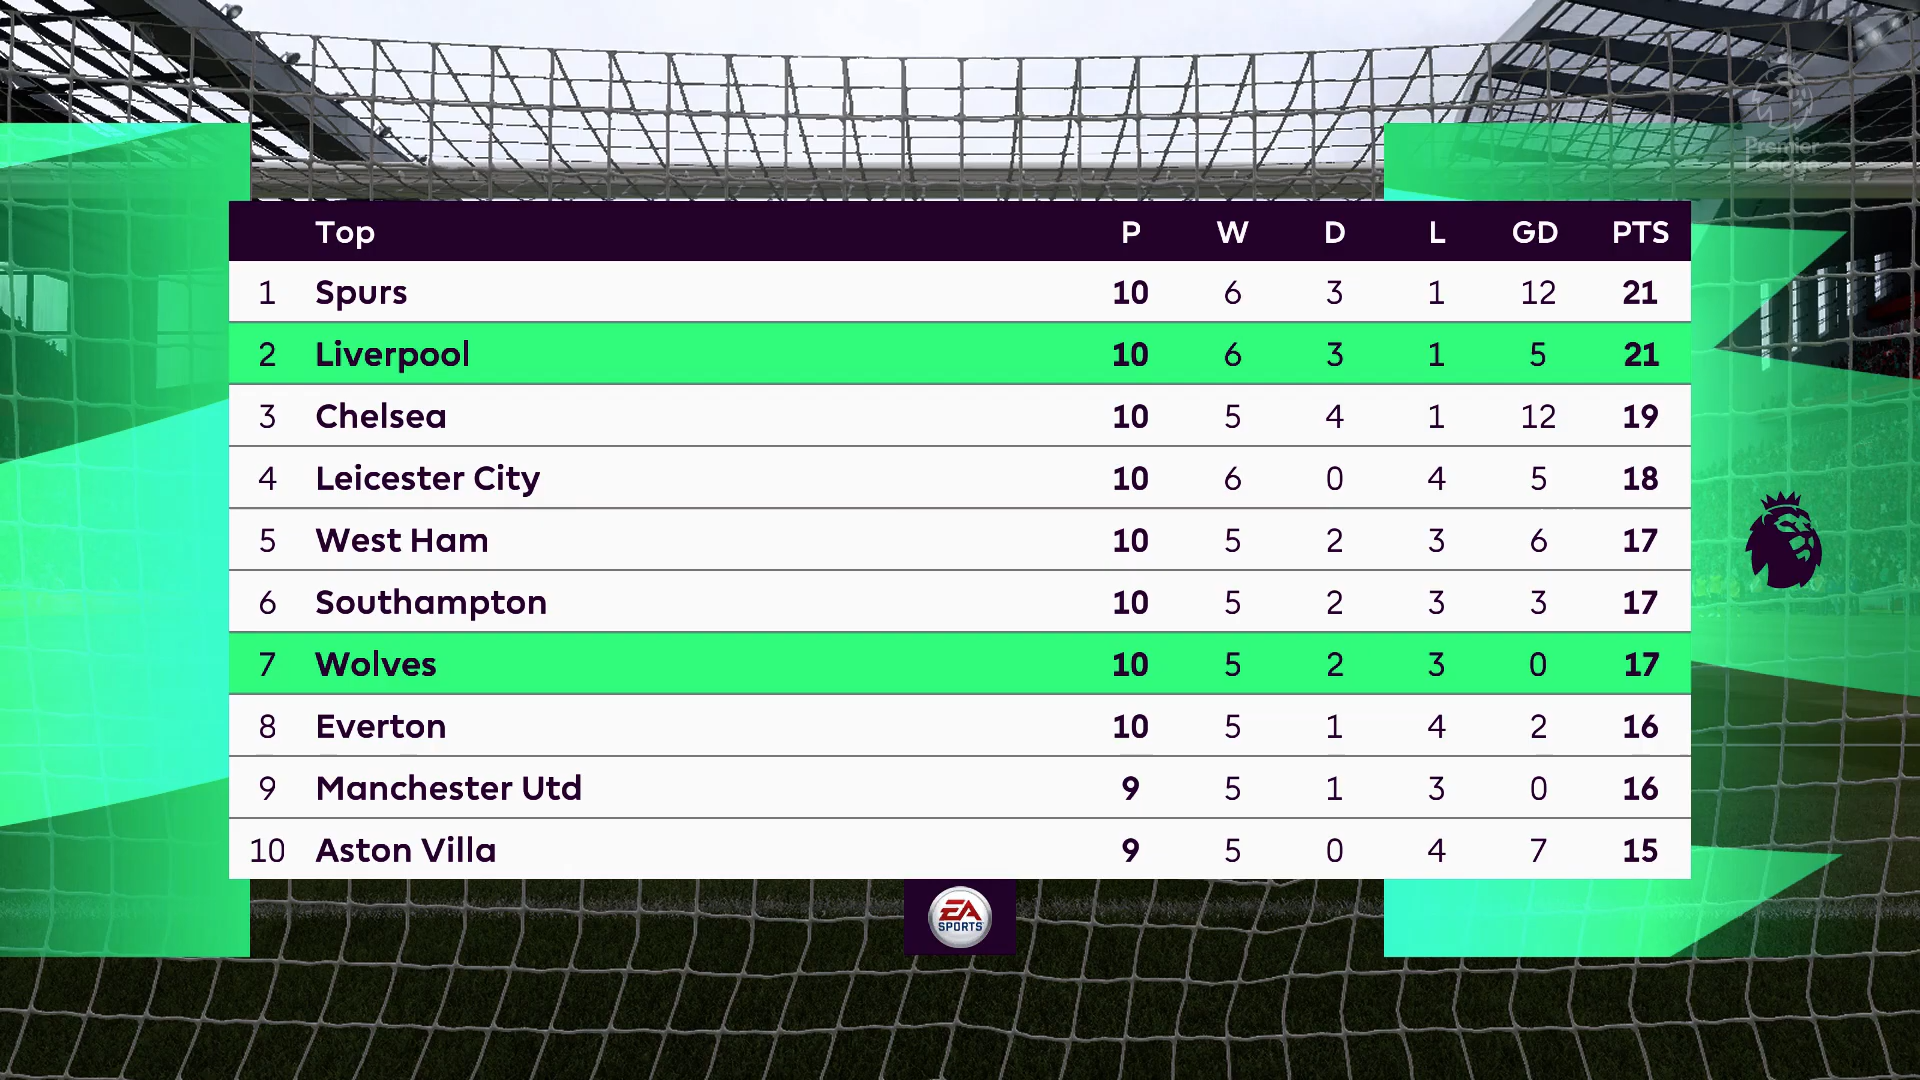 Premier
League
Top P W D L GD PTS
1 Spurs 10 6 3 1 12 21
2 Liverpool 10 6 3 1 5 21
3 Chelsea 10 5 4 1 12 19
4 Leicester City 10 6 0 4 5 18
5 West Ham 10 5 2 3 6 17
6 Southampton 10 5 2 3 3 17
7 Wolves 10 5 2 3 0 17
8 Everton 10 5 1 4 2 16
9 Manchester Utd 9 5 1 3 0 16
10 Aston Villa 9 5 0 4 7 15
EA
SPORTS